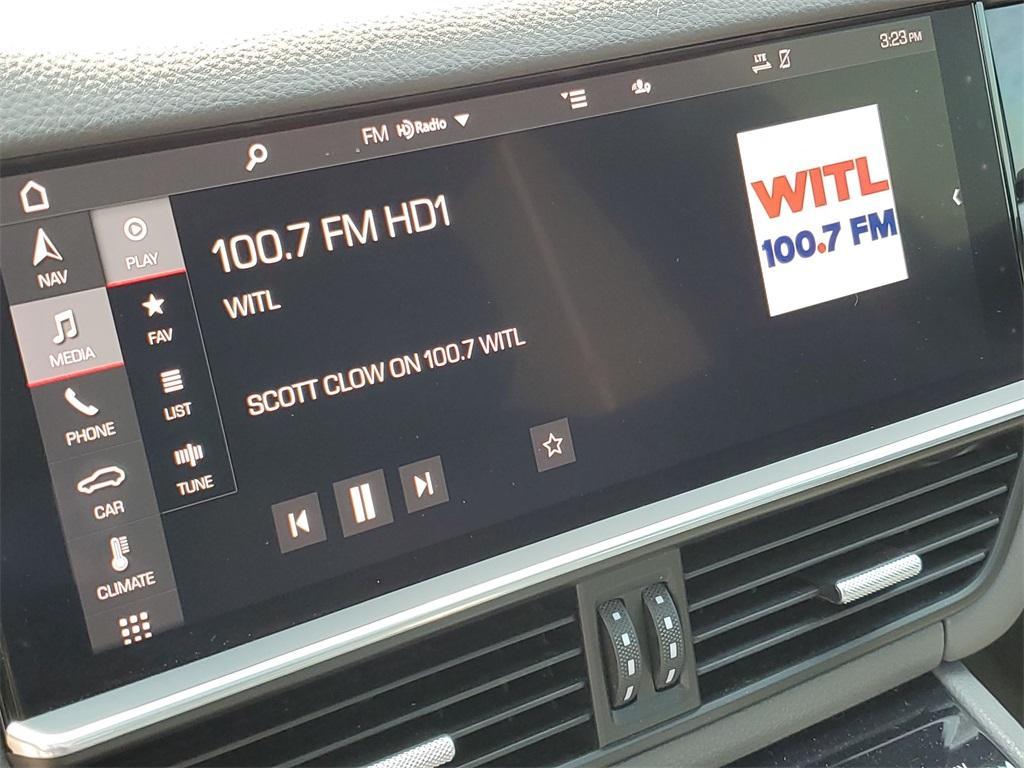 3:23 PM
LTE
FM HD Radio
NAV
MEDIA
PHONE
CAR
CLIMATE
PLAY
FAV
LIST
TUNE
100.7 FM HD1
WITL
SCOTT CLOW ON 100.7 WITL
WITL
100.7 FM